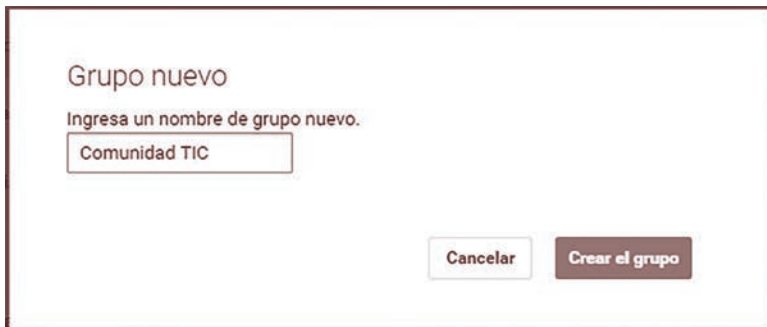 Grupo nuevo
Ingresa un nombre de grupo nuevo.
Comunidad TIC
Cancelar
Crear el grupo